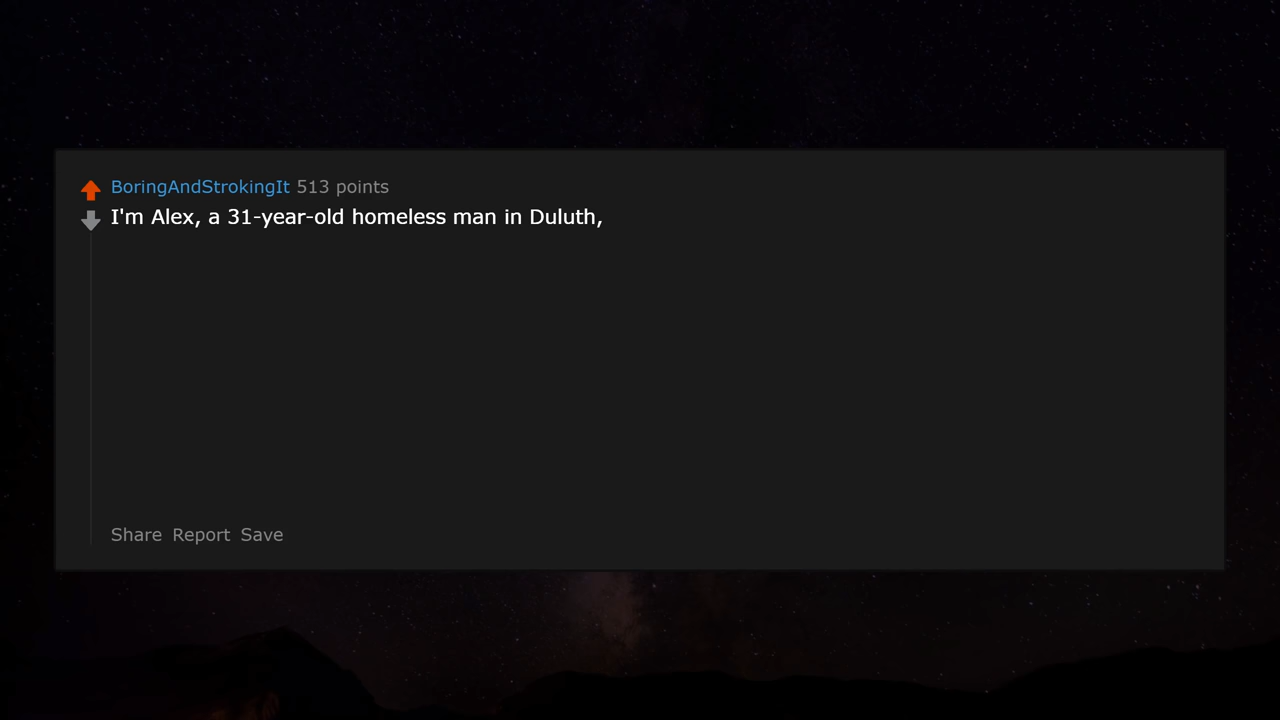 BoringAndStrokingIt 513 points
I'm Alex, a 31-year-old homeless man in Duluth,
Share Report Save